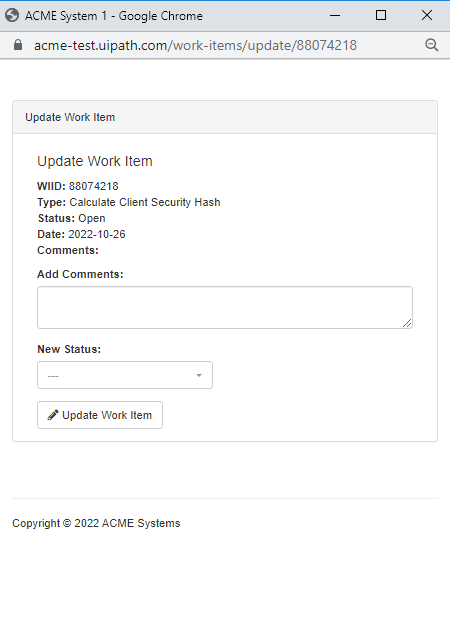 ACME System 1 - Google Chrome
acme-test.uipath.com/work-items/update/88074218
Update Work Item
Update Work Item
WIID: 88074218
Type: Calculate Client Security Hash
Status: Open
Date: 2022-10-26
Comments:
Add Comments:
New Status:
---
Update Work Item
Copyright © 2022 ACME Systems